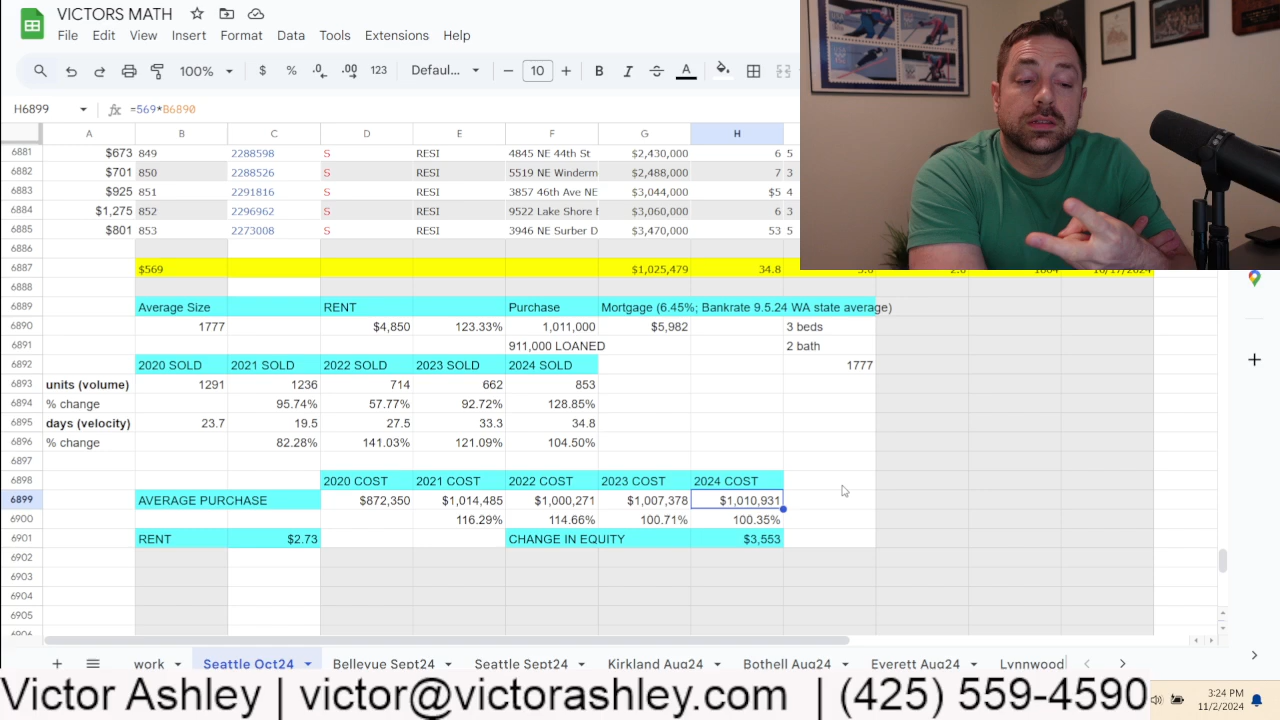 VICTORS MATH
File Edit View Insert Format Data Tools Extensions Help
100% $ % .0 .00 123 Defaul... 10 B I A
H6899 fx =569*B6890
A B C D E F G H
6881 $673 849 2288598 S RESI 4845 NE 44th St $2,430,000 6 5
6882 $701 850 2288526 S RESI 5519 NE Winderm $2,488,000 7 3
6883 $925 851 2291816 S RESI 3857 46th Ave NE $3,044,000 $5 4
6884 $1,275 852 2296962 S RESI 9522 Lake Shore $3,060,000 6 3
6885 $801 853 2273008 S RESI 3946 NE Surber D $3,470,000 53 5
6886
6887 $569 $1,025,479 34.8
6888
6889 Average Size RENT Purchase Mortgage (6.45%; Bankrate 9.5.24 WA state average)
6890 1777 $4,850 123.33% 1,011,000 $5,982 3 beds
6891 911,000 LOANED 2 bath
6892 2020 SOLD 2021 SOLD 2022 SOLD 2023 SOLD 2024 SOLD 1777
6893 units (volume) 1291 1236 714 662 853
6894 % change 95.74% 57.77% 92.72% 128.85%
6895 days (velocity) 23.7 19.5 27.5 33.3 34.8
6896 % change 82.28% 141.03% 121.09% 104.50%
6897
6898 2020 COST 2021 COST 2022 COST 2023 COST 2024 COST
6899 AVERAGE PURCHASE $872,350 $1,014,485 $1,000,271 $1,007,378 $1,010,931
6900 116.29% 114.66% 100.71% 100.35%
6901 RENT $2.73 CHANGE IN EQUITY $3,553
6902
6903
6904
6905
6906
work Seattle Oct24 Bellevue Sept24 Seattle Sept24 Kirkland Aug24 Bothell Aug24 Everett Aug24 Lynnwood
Victor Ashley | victor@victorashley.com | (425) 559-4590
3:24 PM
11/2/2024